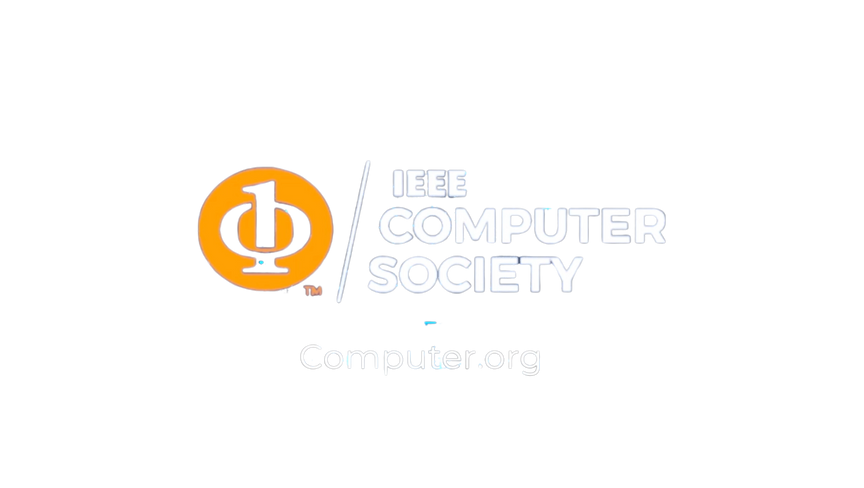 IEEE
COMPUTER
SOCIETY
TM
Computer.org